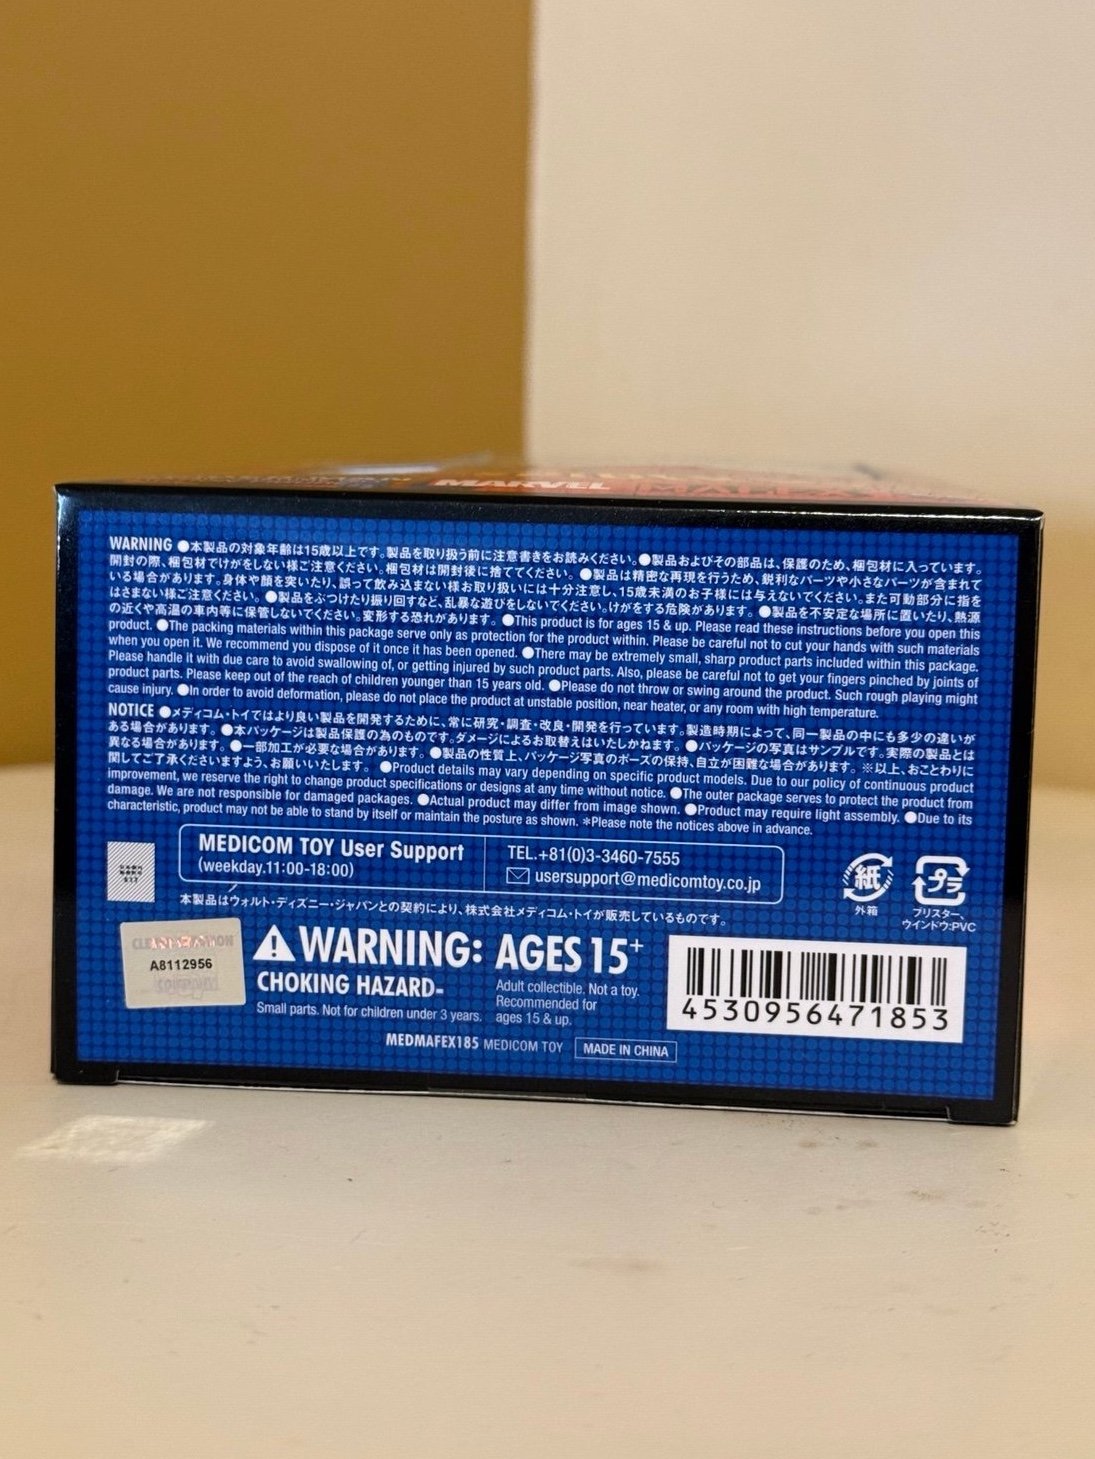 MARVEL
WARNING ●本製品の対象年齢は15歳以上です。製品を取り扱う前に注意書きをお読みください。●製品およびその部品は、保護のため、梱包材に入っています。
開封の際、梱包材でけがをしない様ご注意ください。梱包材は開封後に捨ててください。●製品は精密な再現を行うため、鋭利なパーツや小さなパーツが含まれて
いる場合があります。身体や顔を突いたり、誤って飲み込まない様お取り扱いには十分注意し、15歳未満のお子様には与えないでください。また可動部分に指を
はさまない様ご注意ください。●製品をぶつけたり振り回すなど、乱暴な遊びをしないでください。けがをする危険があります。●製品を不安定な場所に置いたり、熱源
の近くや高温の車内等に保管しないでください。変形する恐れがあります。●This product is for ages 15 & up. Please read these instructions before you open this
product. ●The packing materials within this package serve only as protection for the product within. Please be careful not to cut your hands with such materials
when you open it. We recommend you dispose of it once it has been opened. ●There may be extremely small, sharp product parts included within this package.
Please handle it with due care to avoid swallowing of, or getting injured by such product parts. Also, please be careful not to get your fingers pinched by joints of
product parts. Please keep out of the reach of children younger than 15 years old. ●Please do not throw or swing around the product. Such rough playing might
cause injury. ●In order to avoid deformation, please do not place the product at unstable position, near heater, or any room with high temperature.
NOTICE ●メディコム・トイではより良い製品を開発するために、常に研究・調査・改良・開発を行っています。製造時期によって、同一製品の中にも多少の違いが
ある場合があります。●本パッケージは製品保護の為のものです。ダメージによるお取替えはいたしかねます。●パッケージの写真はサンプルです。実際の製品とは
異なる場合があります。●一部加工が必要な場合があります。●製品の性質上、パッケージ写真のポーズの保持、自立が困難な場合があります。※以上、おことわりに
関してご了承くださいますよう、お願いいたします。●Product details may vary depending on specific product models. Due to our policy of continuous product
improvement, we reserve the right to change product specifications or designs at any time without notice. ●The outer package serves to protect the product from
damage. We are not responsible for damaged packages. ●Actual product may differ from image shown. ●Product may require light assembly. ●Due to its
characteristic, product may not be able to stand by itself or maintain the posture as shown. ＊Please note the notices above in advance.
MEDICOM TOY User Support
(weekday.11:00-18:00)
TEL.+81(0)3-3460-7555
usersupport@medicomtoy.co.jp
紙
外箱
プラ
ブリスター、
ウインドウ:PVC
本製品はウォルト・ディズニー・ジャパンとの契約により、株式会社メディコム・トイが販売しているものです。
A8112956
WARNING:
CHOKING HAZARD-
Small parts. Not for children under 3 years.
AGES 15+
Adult collectible. Not a toy.
Recommended for
ages 15 & up.
4530956471853
MEDMAFEX185 MEDICOM TOY MADE IN CHINA